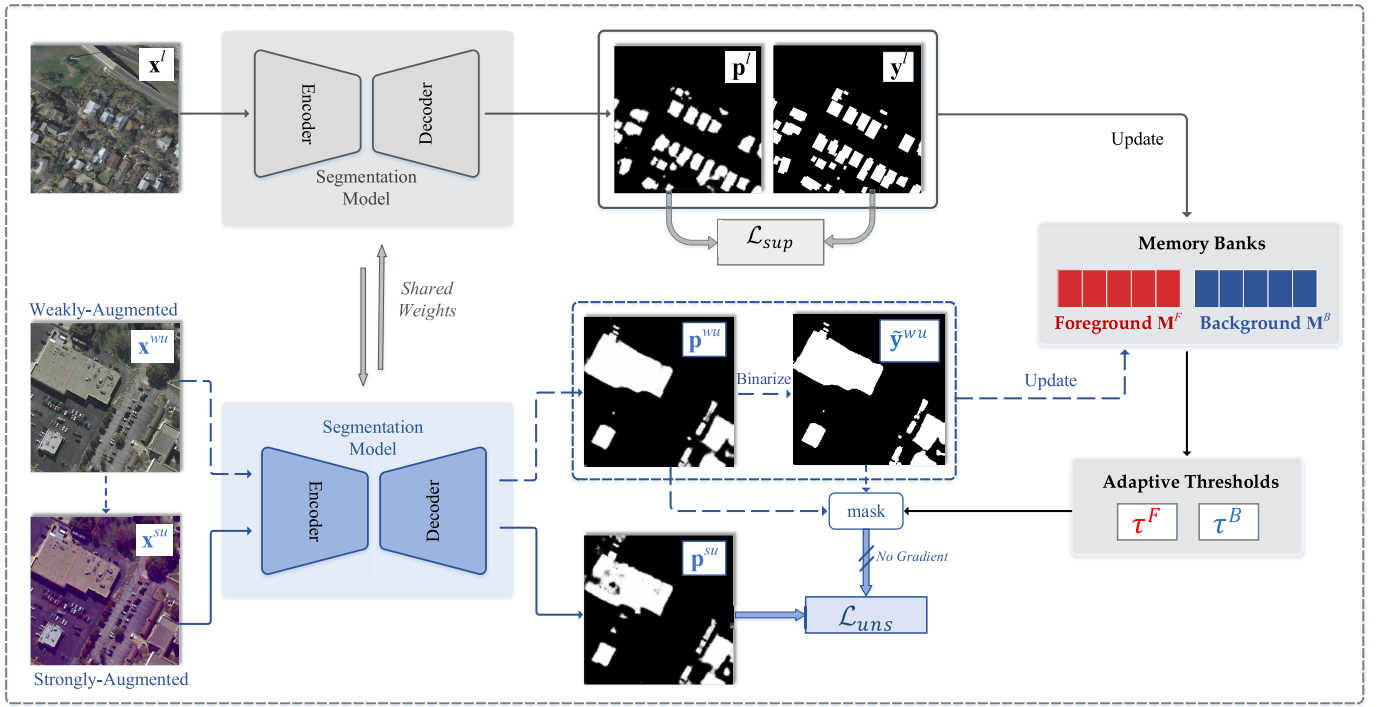 x^l
Encoder
Decoder
Segmentation
Model
p^l
y^l
ℒ_sup
Update
Memory Banks
Foreground M^F
Background M^B
Shared
Weights
Weakly-Augmented
x^wu
Segmentation
Model
Encoder
Decoder
p^wu
Binarize
ỹ^wu
Update
Adaptive Thresholds
τ^F
τ^B
mask
No Gradient
x^su
Strongly-Augmented
p^su
ℒ_uns